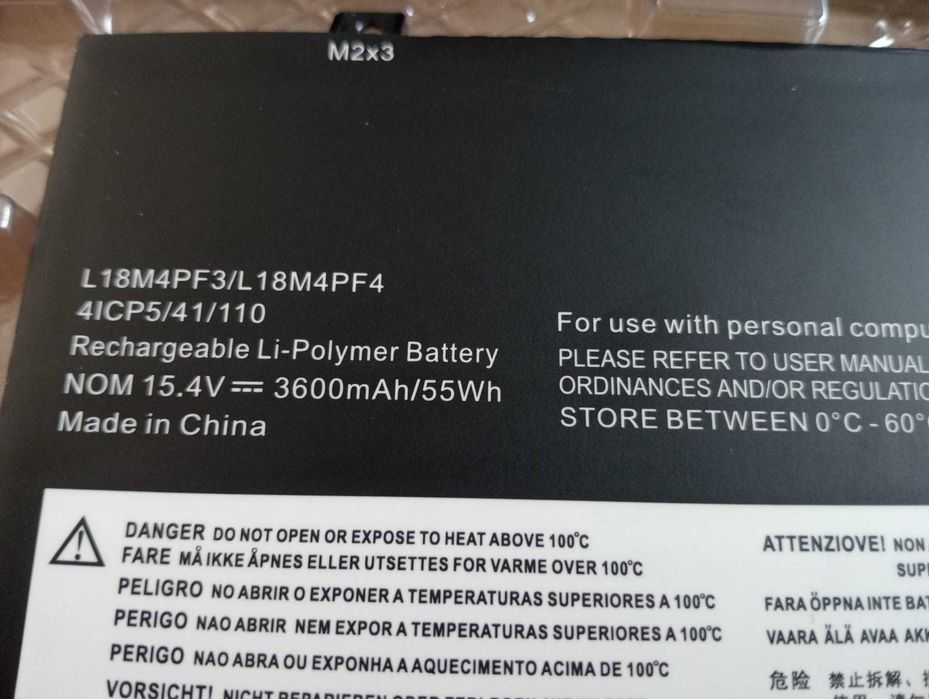 M2x3
L18M4PF3/L18M4PF4
4ICP5/41/110
Rechargeable Li-Polymer Battery
NOM 15.4V⎓ 3600mAh/55Wh
Made in China
For use with personal
PLEASE REFER TO USER MANUAL
ORDINANCES AND/OR
STORE BETWEEN 0°C - 60°
DANGER DO NOT OPEN OR EXPOSE TO HEAT ABOVE 100°C
FARE MÅ IKKE ÅPNES ELLER UTSETTES FOR VARME OVER 100°C
PELIGRO NO ABRIR O EXPONER A TEMPERATURAS SUPERIORES A 100°C
PERIGO NAO ABRIR NEM EXPOR A TEMPERATURAS SUPERIORES A 100°C
PERIGO NAO ABRA OU EXPONHA A AQUECIMENTO ACIMA DE 100°C
VORSICHT! NICHT
ATTENZIOVE! NON
FARA ÖPPNA INTE
VAARA ÄLÄ AVAA
危险 禁止拆解、